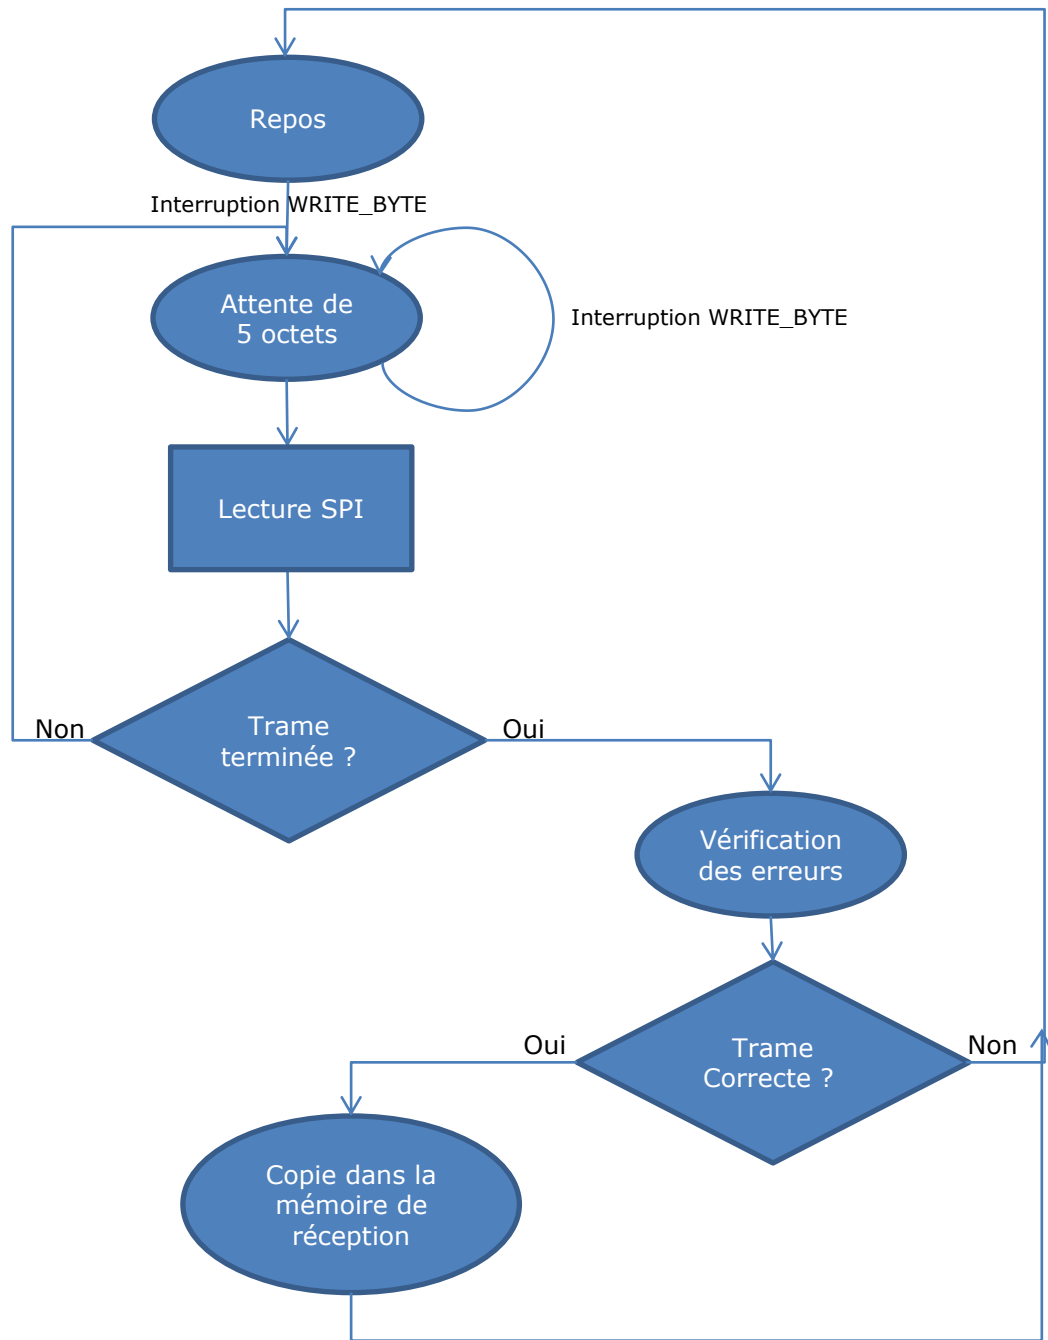 Repos
Interruption WRITE_BYTE
Attente de
5 octets
Interruption WRITE_BYTE
Lecture SPI
Trame
terminée ?
Non
Oui
Vérification
des erreurs
Trame
Correcte ?
Oui
Non
Copie dans la
mémoire de
réception